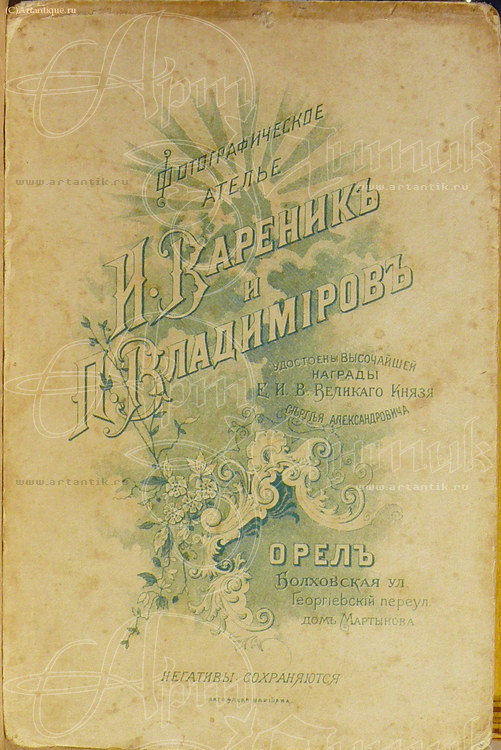 (C)Artantique.ru
Фотографическое
Ателье
И. Вареникъ
и
П. Владиміровъ
Удостоены Высочайшей
Награды
Е. И. В. Великаго Князя
Сергѣя Александровича
Орелъ
Болховская ул.
Георгіевскій переул.
домъ Мартынова
Негативы сохраняются
www.artantik.ru
www.artantik.ru
www.artantik.ru
www.artantik.ru